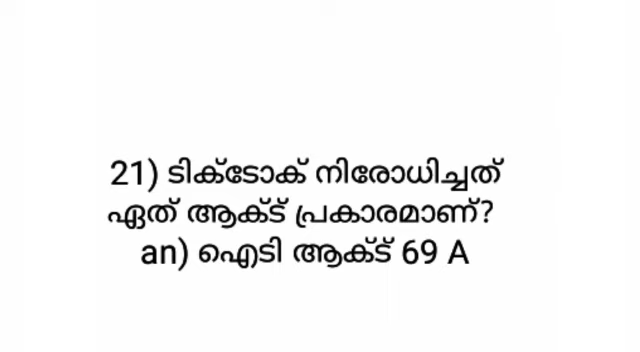 21) ടിക്ടോക് നിരോധിച്ചത്
ഏത് ആക്ട് പ്രകാരമാണ്?
an) ഐടി ആക്ട് 69 A